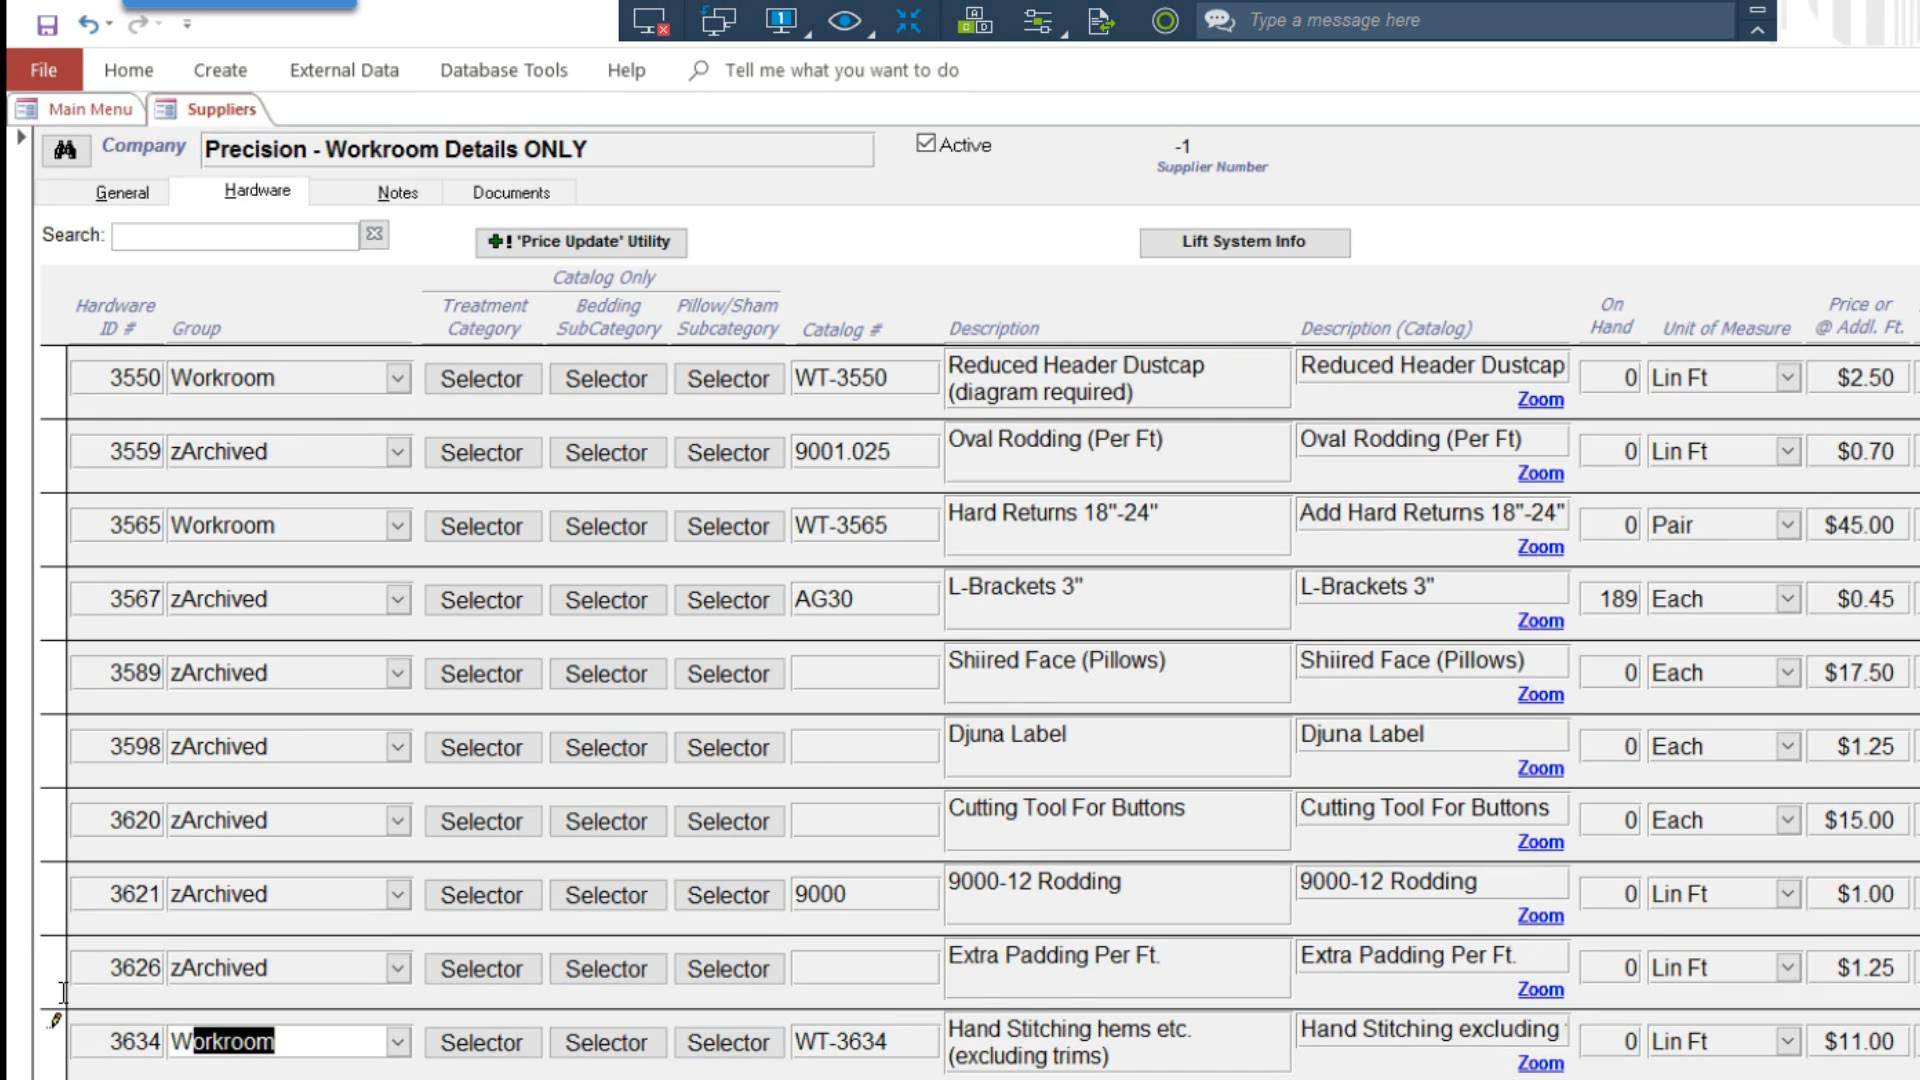 1
A
C D
Type a message here
File Home Create External Data Database Tools Help Tell me what you want to do
Main Menu Suppliers
Company Precision - Workroom Details ONLY Active -1
Supplier Number
General Hardware Notes Documents
Search: ! 'Price Update' Utility Lift System Info
Catalog Only
Hardware ID # Group Treatment Category Bedding SubCategory Pillow/Sham Subcategory Catalog # Description Description (Catalog) On Hand Unit of Measure Price or @ Addl. Ft.
3550 Workroom Selector Selector Selector WT-3550 Reduced Header Dustcap (diagram required) Reduced Header Dustcap 0 Lin Ft $2.50
Zoom
3559 zArchived Selector Selector Selector 9001.025 Oval Rodding (Per Ft) Oval Rodding (Per Ft) 0 Lin Ft $0.70
Zoom
3565 Workroom Selector Selector Selector WT-3565 Hard Returns 18"-24" Add Hard Returns 18"-24" 0 Pair $45.00
Zoom
3567 zArchived Selector Selector Selector AG30 L-Brackets 3" L-Brackets 3" 189 Each $0.45
Zoom
3589 zArchived Selector Selector Selector Shiired Face (Pillows) Shiired Face (Pillows) 0 Each $17.50
Zoom
3598 zArchived Selector Selector Selector Djuna Label Djuna Label 0 Each $1.25
Zoom
3620 zArchived Selector Selector Selector Cutting Tool For Buttons Cutting Tool For Buttons 0 Each $15.00
Zoom
3621 zArchived Selector Selector Selector 9000 9000-12 Rodding 9000-12 Rodding 0 Lin Ft $1.00
Zoom
3626 zArchived Selector Selector Selector Extra Padding Per Ft. Extra Padding Per Ft. 0 Lin Ft $1.25
Zoom
3634 Workroom Selector Selector Selector WT-3634 Hand Stitching hems etc. (excluding trims) Hand Stitching excluding 0 Lin Ft $11.00
Zoom